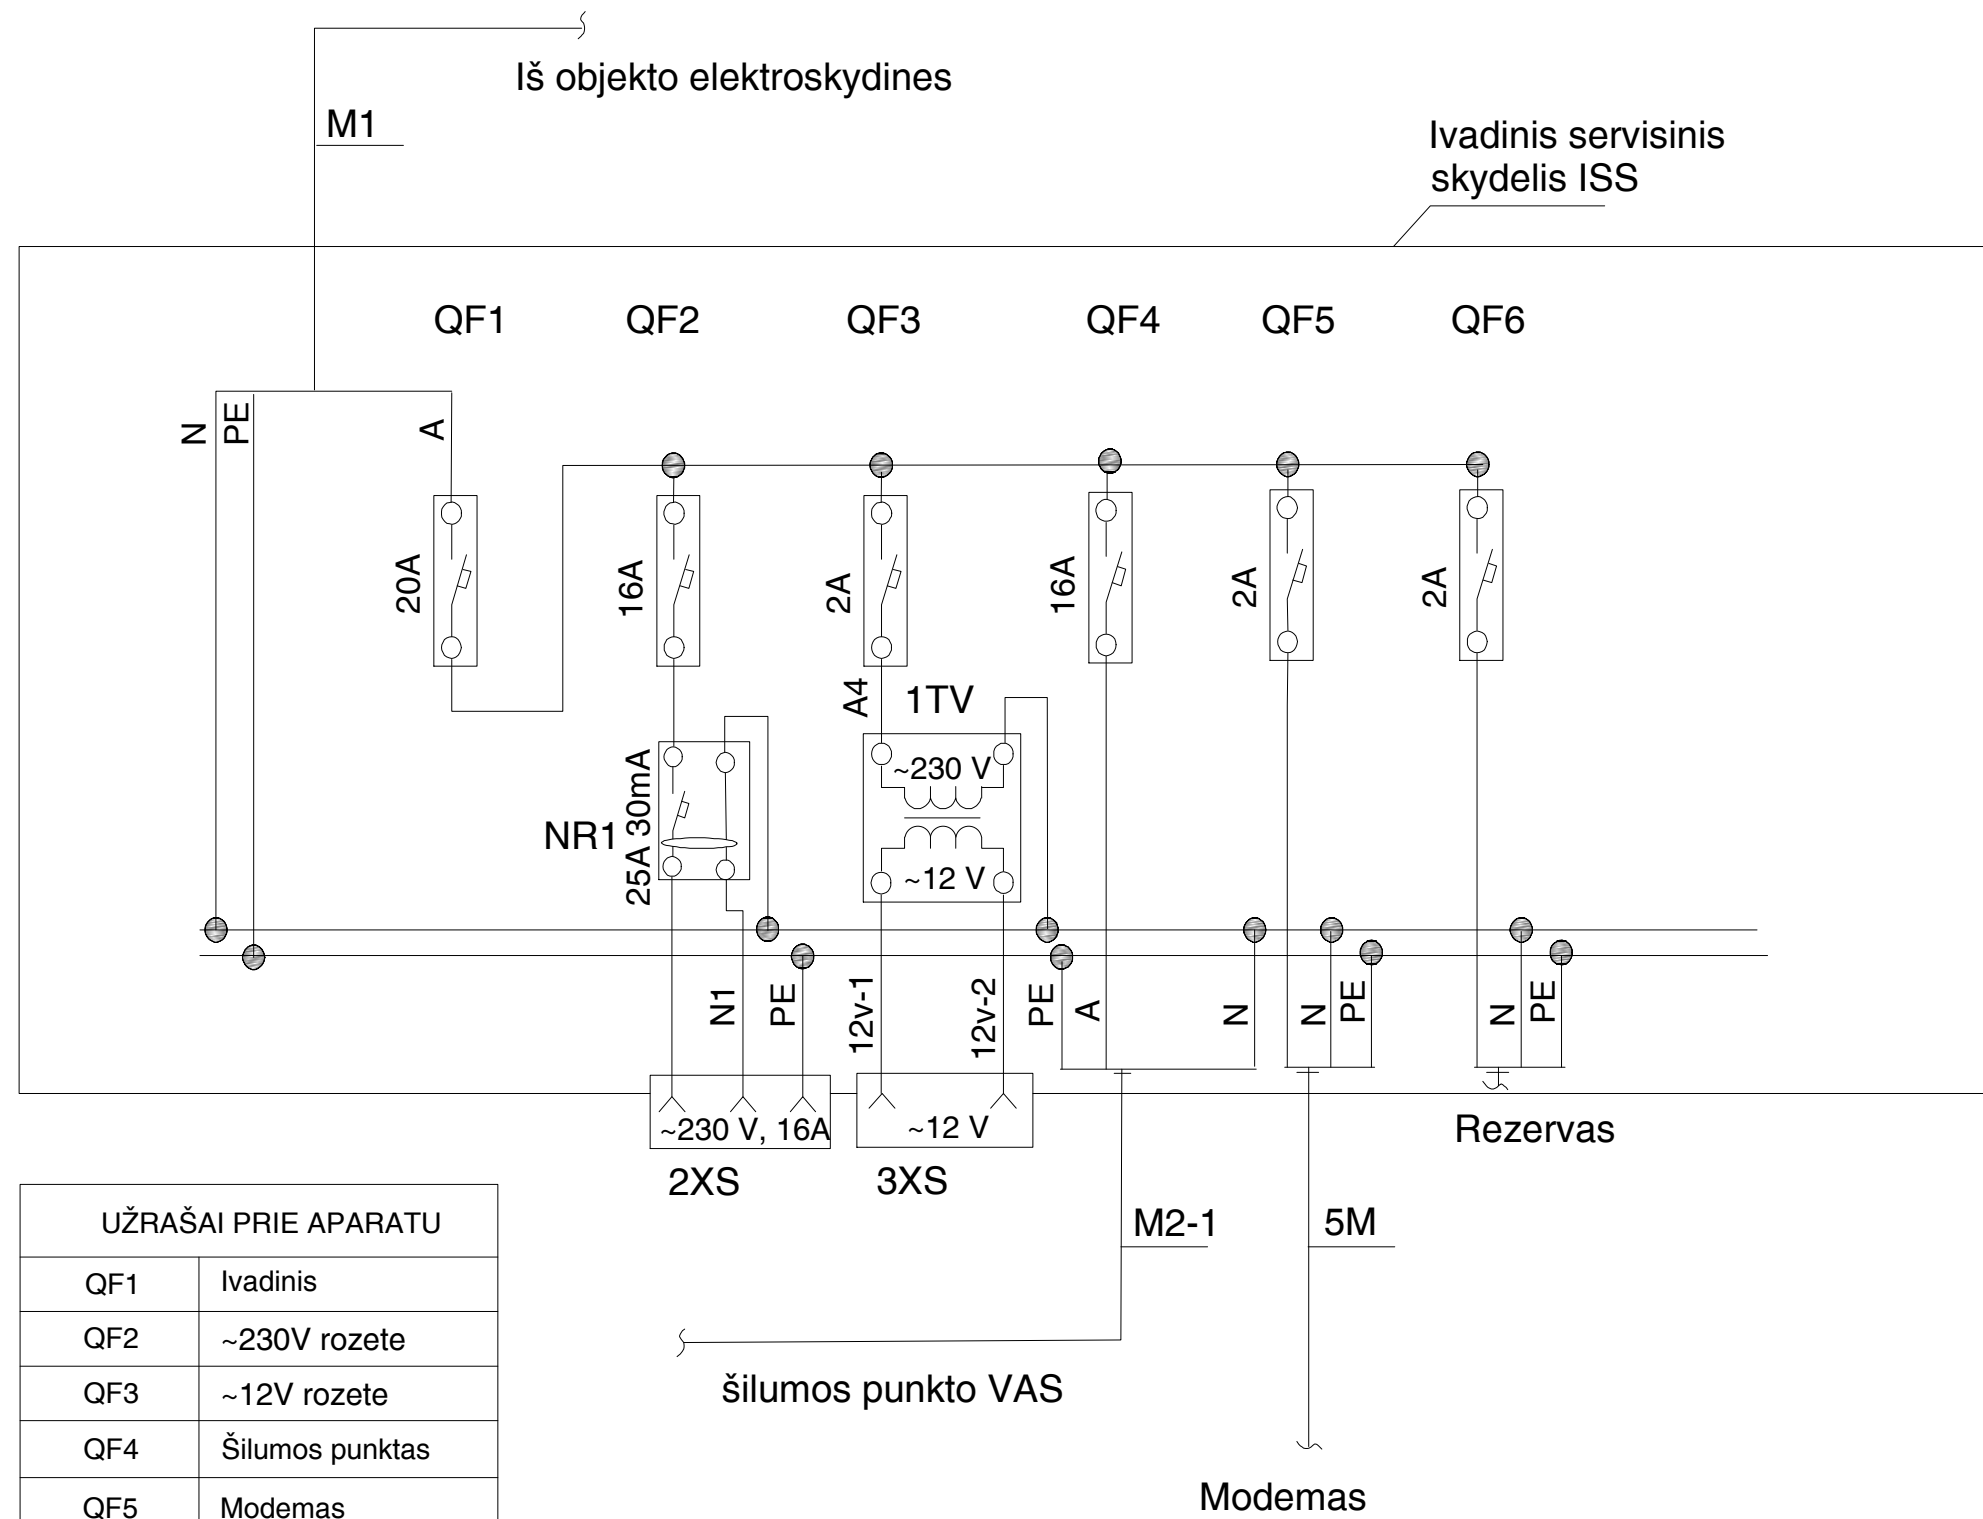 Iš objekto elektroskydines
M1
Ivadinis servisinis
skydelis ISS
QF1
QF2
QF3
QF4
QF5
QF6
N
PE
A
20A
16A
2A
16A
2A
2A
A4
1TV
~230 V
~12 V
NR1
25A 30mA
N1
PE
12v-1
12v-2
PE
A
N
N
PE
N
PE
~230 V, 16A
~12 V
Rezervas
2XS
3XS
M2-1
5M
šilumos punkto VAS
Modemas
UŽRAŠAI PRIE APARATU
QF1 Ivadinis
QF2 ~230V rozete
QF3 ~12V rozete
QF4 Šilumos punktas
QF5 Modemas